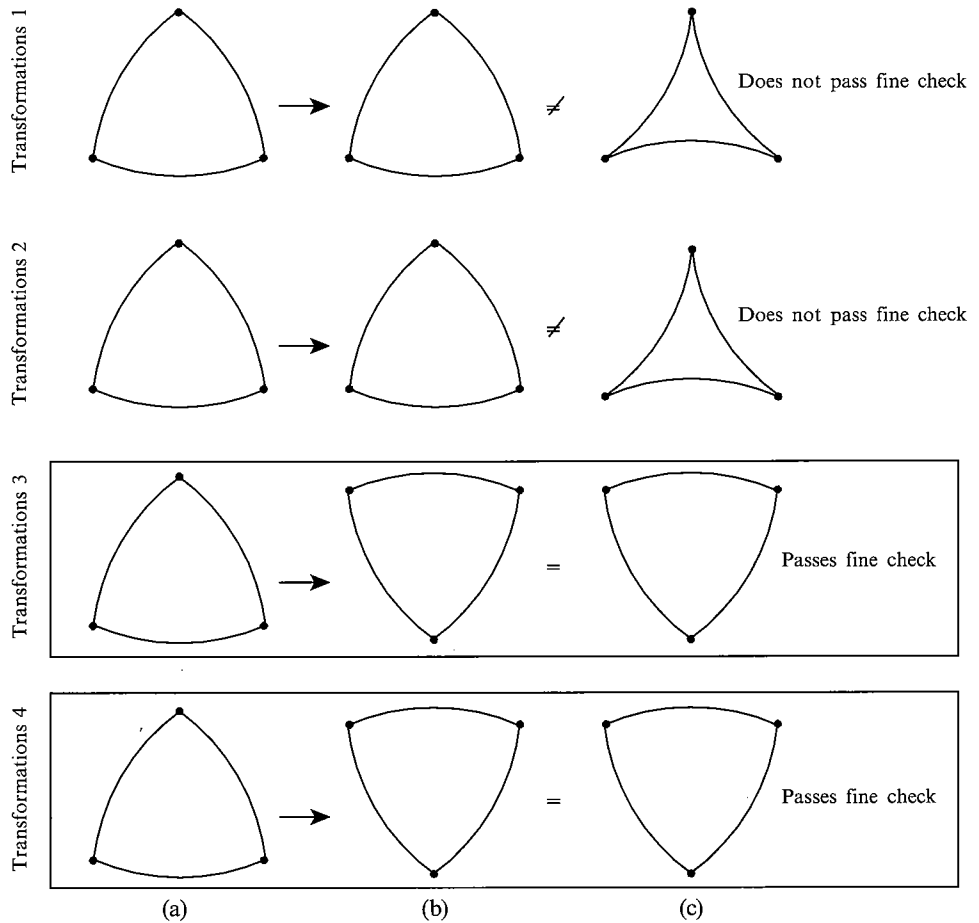 Transformations 1
≠
Does not pass fine check
Transformations 2
≠
Does not pass fine check
Transformations 3
=
Passes fine check
Transformations 4
=
Passes fine check
(a) (b) (c)